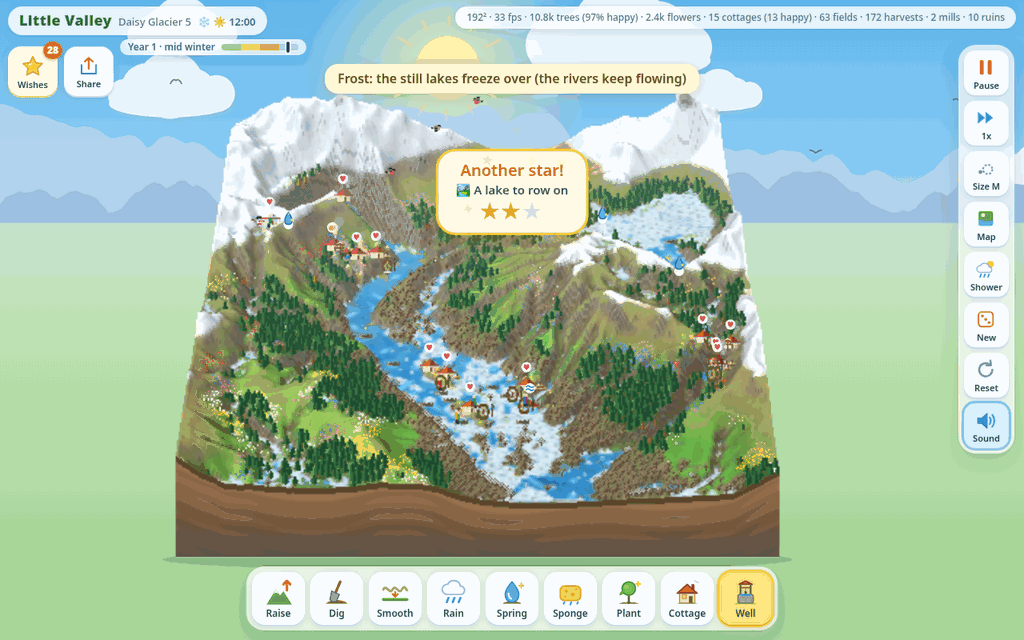 Little Valley Daisy Glacier 5 12:00
192² · 33 fps · 10.8k trees (97% happy) · 2.4k flowers · 15 cottages (13 happy) · 63 fields · 172 harvests · 2 mills · 10 ruins
Year 1 · mid winter
28
Wishes
Share
Frost: the still lakes freeze over (the rivers keep flowing)
Another star!
A lake to row on
Pause
1x
Size M
Map
Shower
New
Reset
Sound
Raise
Dig
Smooth
Rain
Spring
Sponge
Plant
Cottage
Well